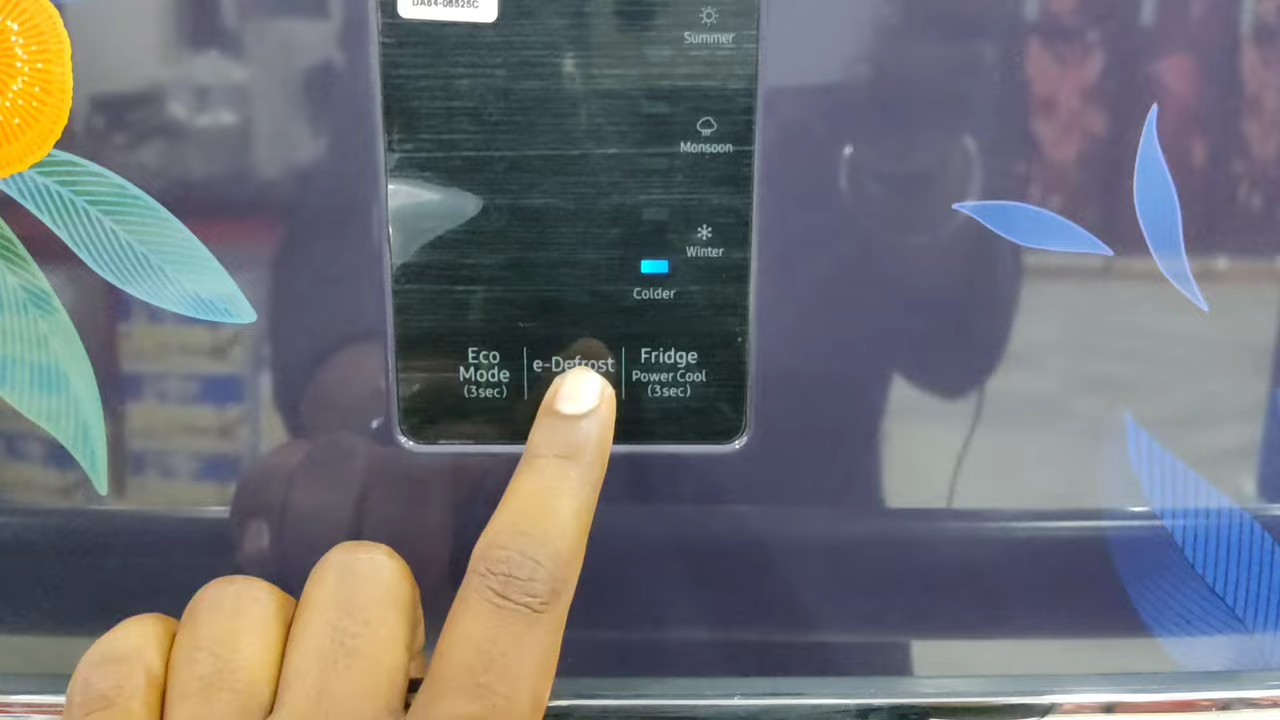 DA64-06525C
Summer
Monsoon
Winter
Colder
Eco
Mode
(3sec)
e-Defrost
Fridge
Power Cool
(3sec)